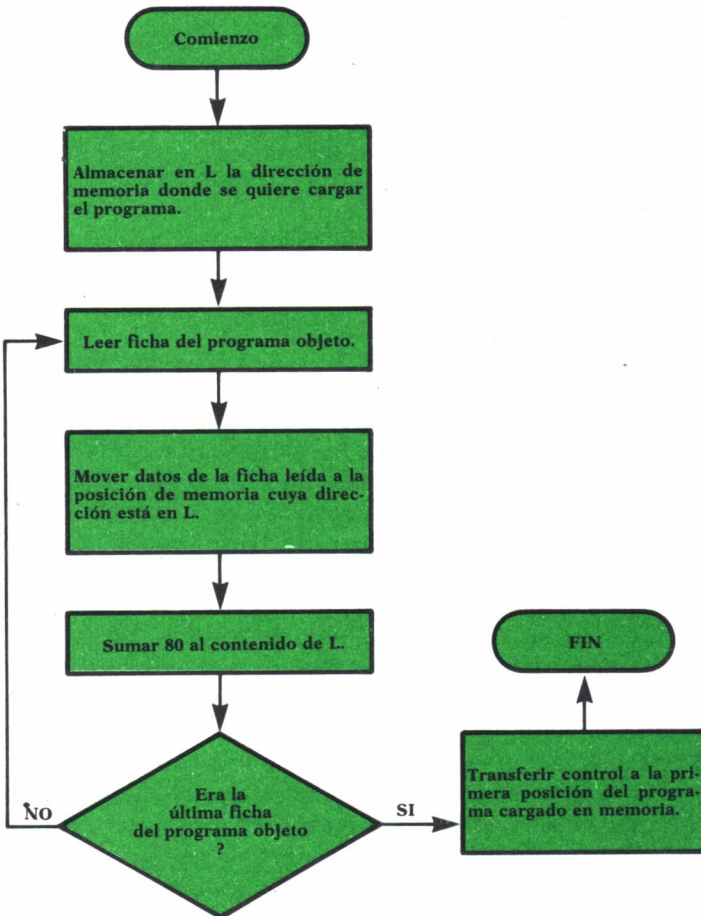 Comienzo
Almacenar en L la dirección de
memoria donde se quiere cargar
el programa.
Leer ficha del programa objeto.
Mover datos de la ficha leída a la
posición de memoria cuya direc-
ción está en L.
Sumar 80 al contenido de L.
Era la
última ficha
del programa objeto
?
NO
SI
Transferir control a la pri-
mera posición del progra-
ma cargado en memoria.
FIN